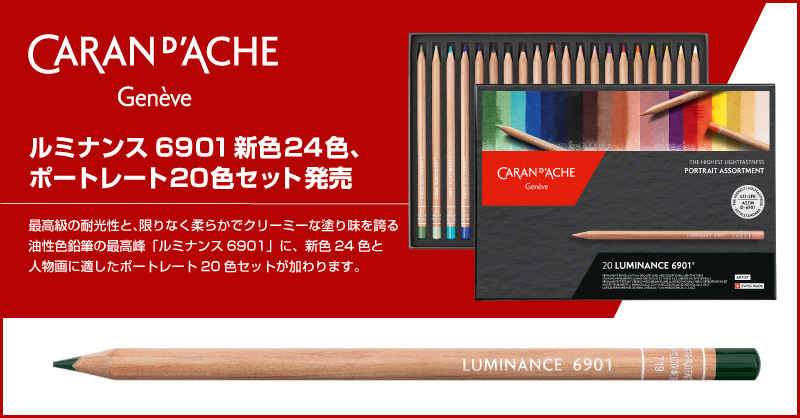 CARAN D'ACHE
Genève
ルミナンス 6901 新色24色、
ポートレート20色セット発売
最高級の耐光性と、限りなく柔らかでクリーミーな塗り味を誇る
油性色鉛筆の最高峰「ルミナンス 6901」に、新色 24 色と
人物画に適したポートレート 20 色セットが加わります。
CARAN D'ACHE
Genève
THE HIGHEST LIGHTFASTNESS
PORTRAIT ASSORTMENT
LFI-LFII
ASTM
D-6901
20 LUMINANCE 6901®
ARTIST
SWISS MADE
LUMINANCE 6901
719